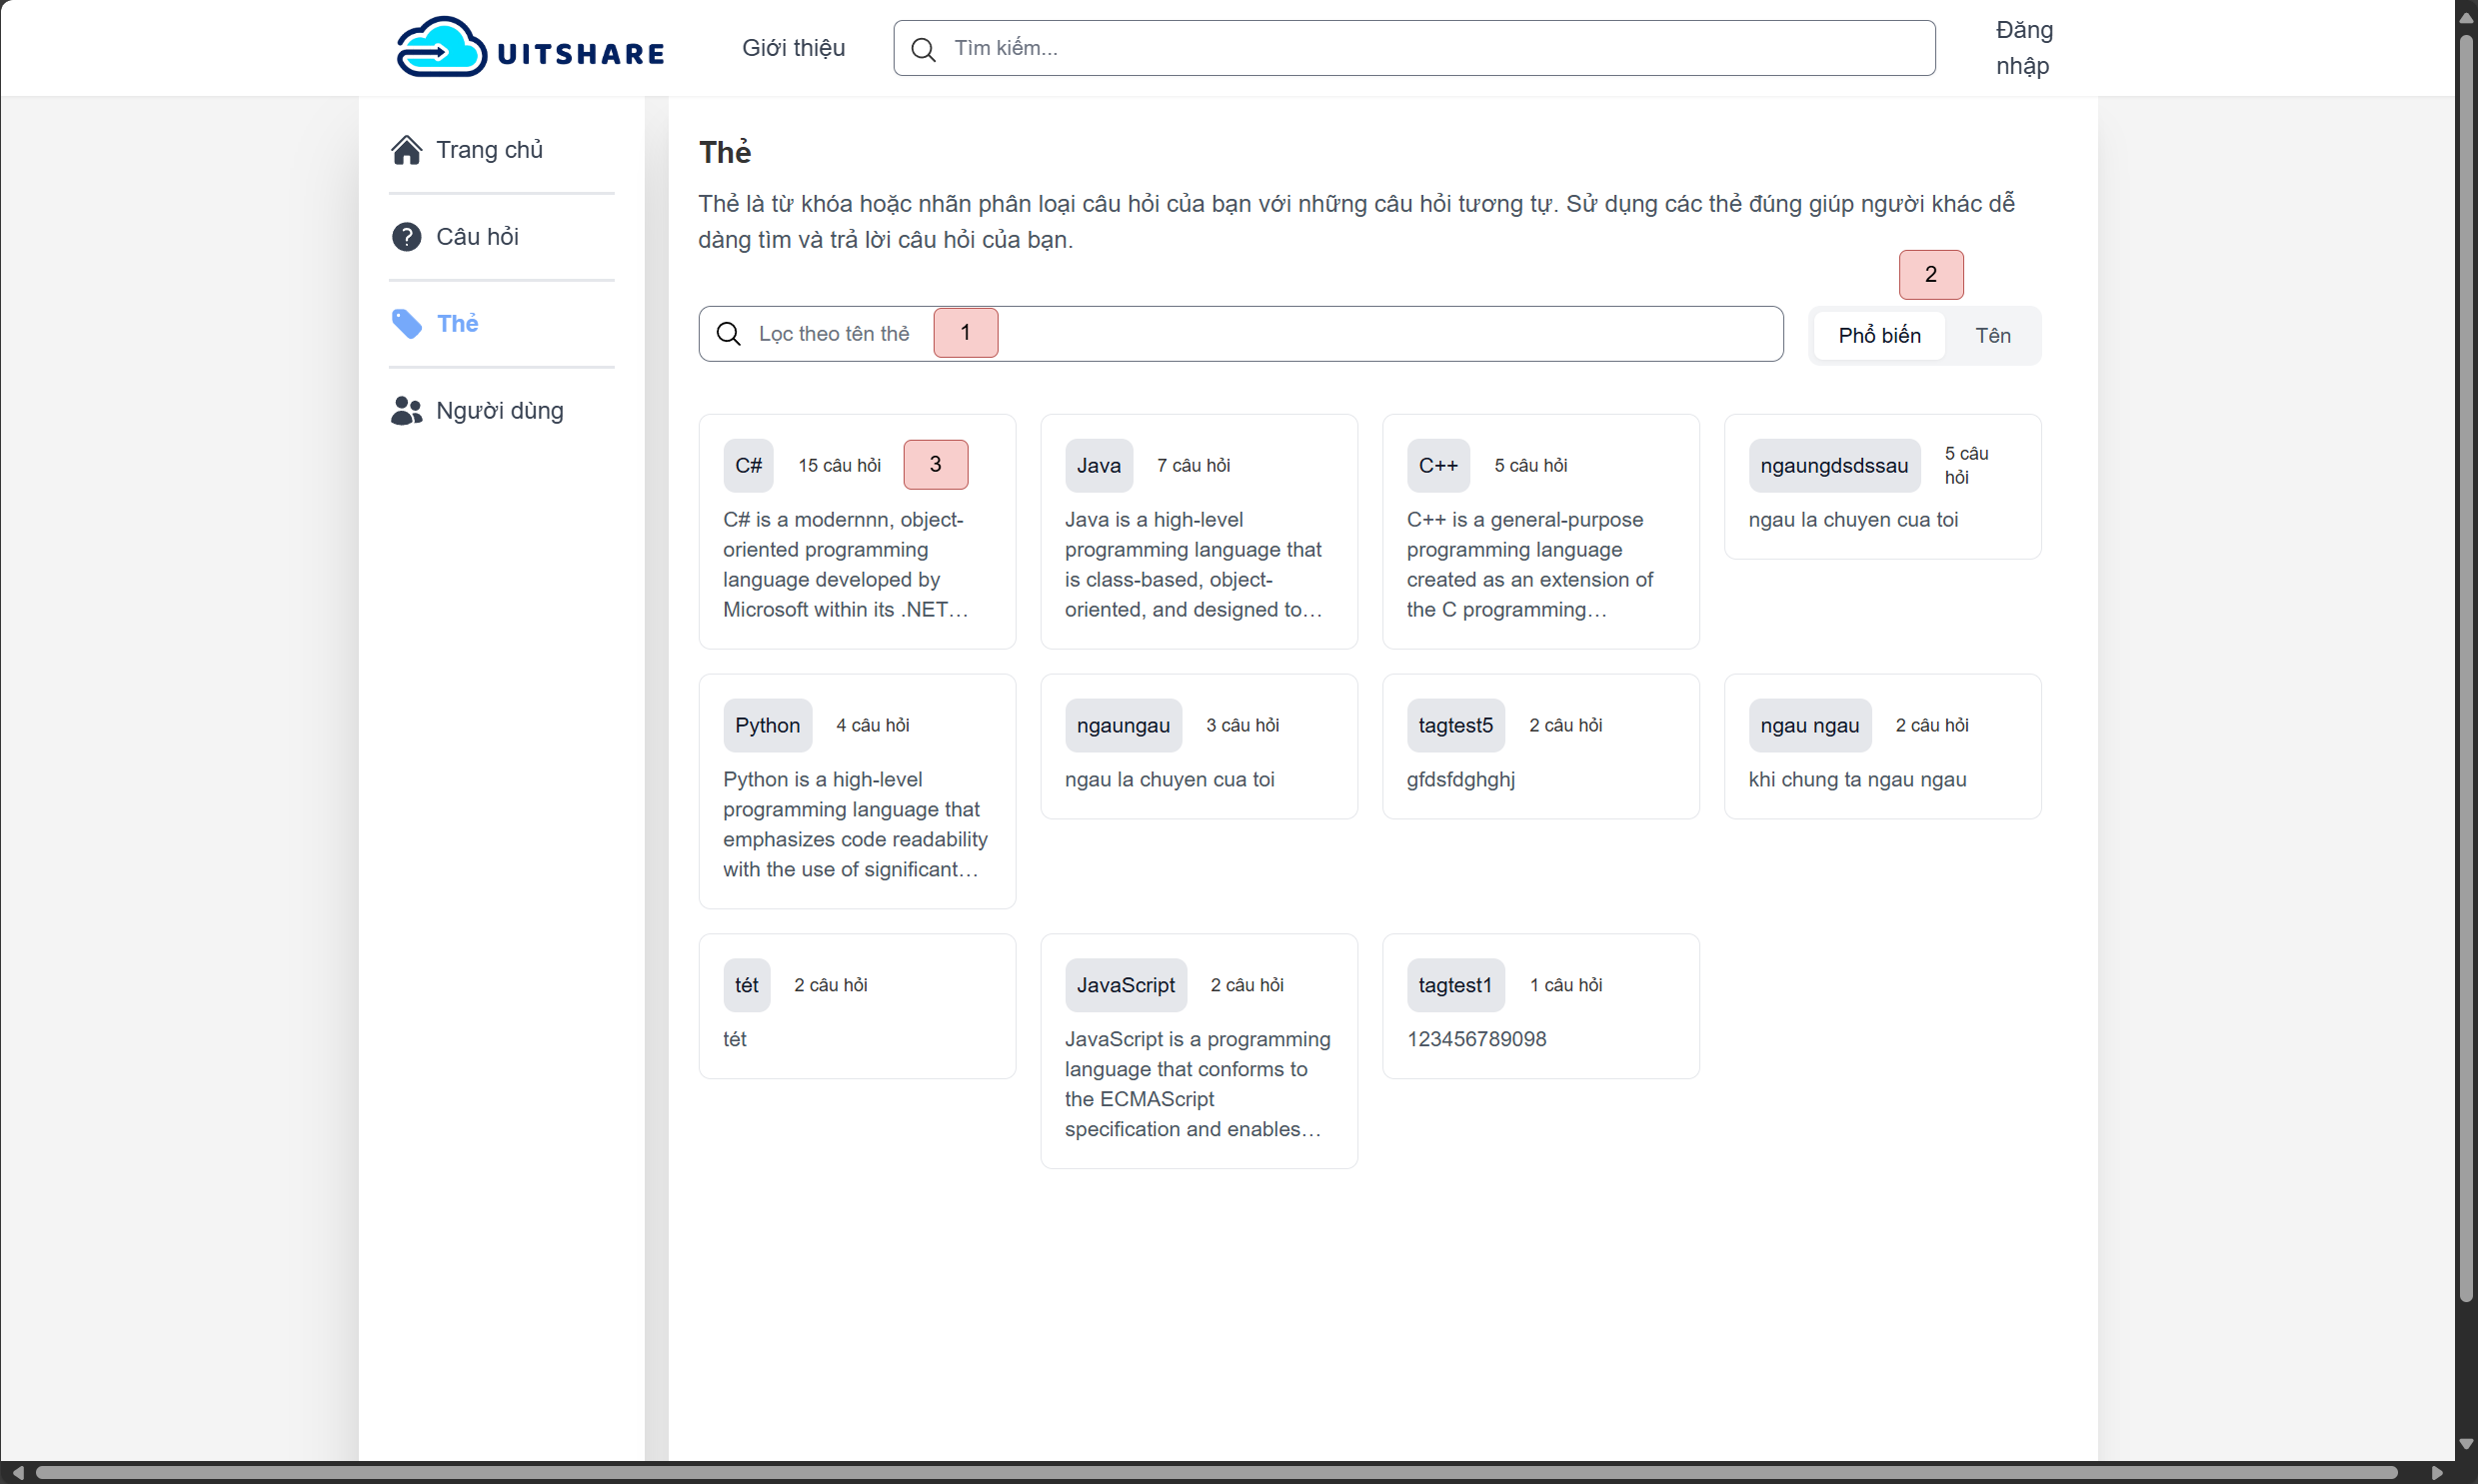 UITSHARE
Giới thiệu
Tìm kiếm...
Đăng
nhập
Trang chủ
Câu hỏi
Thẻ
Người dùng
Thẻ
Thẻ là từ khóa hoặc nhãn phân loại câu hỏi của bạn với những câu hỏi tương tự. Sử dụng các thẻ đúng giúp người khác dễ
dàng tìm và trả lời câu hỏi của bạn.
2
Lọc theo tên thẻ
1
Phổ biến
Tên
C#
15 câu hỏi
3
C# is a modernnn, object-
oriented programming
language developed by
Microsoft within its .NET...
Java
7 câu hỏi
Java is a high-level
programming language that
is class-based, object-
oriented, and designed to...
C++
5 câu hỏi
C++ is a general-purpose
programming language
created as an extension of
the C programming...
ngaungdsdssau
5 câu
hỏi
ngau la chuyen cua toi
Python
4 câu hỏi
Python is a high-level
programming language that
emphasizes code readability
with the use of significant...
ngaungau
3 câu hỏi
ngau la chuyen cua toi
tagtest5
2 câu hỏi
gfdsfdghghj
ngau ngau
2 câu hỏi
khi chung ta ngau ngau
tét
2 câu hỏi
tét
JavaScript
2 câu hỏi
JavaScript is a programming
language that conforms to
the ECMAScript
specification and enables...
tagtest1
1 câu hỏi
123456789098